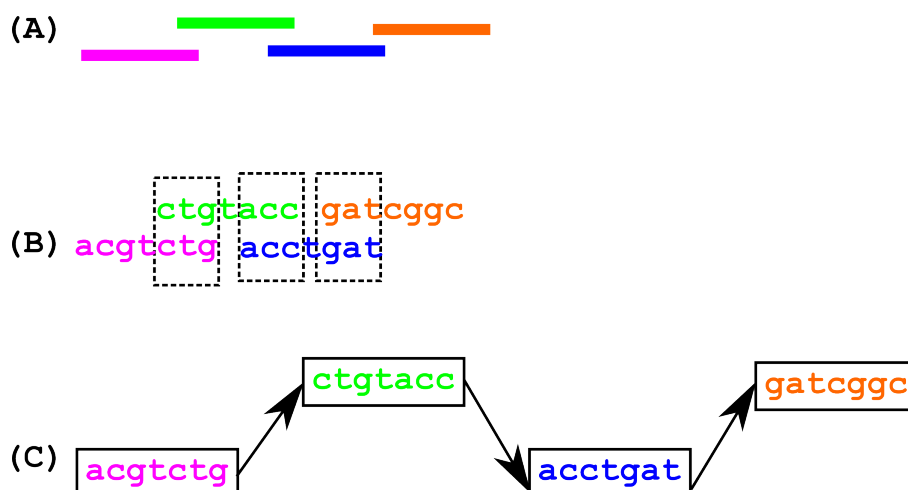 (A)
ctgtacc gatcggc
(B) acgtctg acctgat
ctgtacc gatcggc
(C) acgtctg acctgat